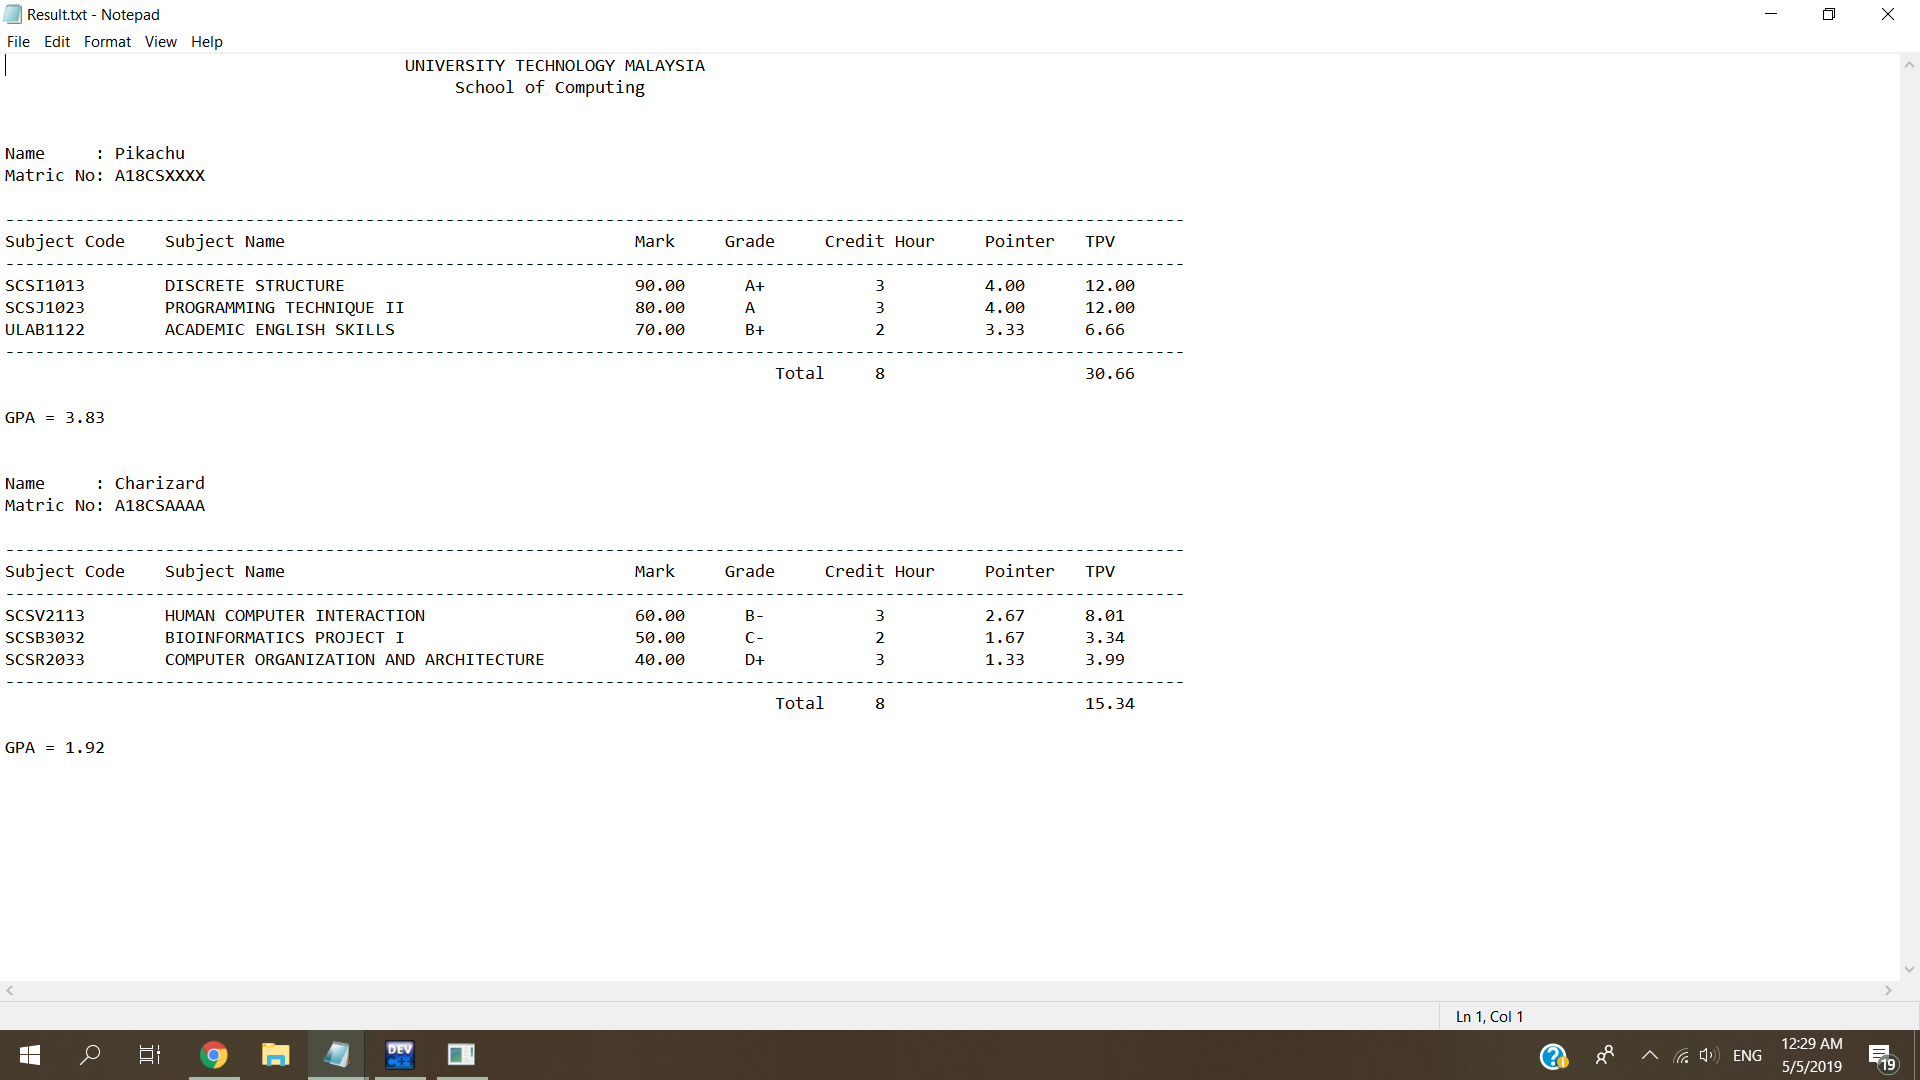 Result.txt - Notepad
File Edit Format View Help
UNIVERSITY TECHNOLOGY MALAYSIA
School of Computing
Name : Pikachu
Matric No: A18CSXXXX
----------------------------------------------------------------------------------------------------------------------
Subject Code Subject Name Mark Grade Credit Hour Pointer TPV
----------------------------------------------------------------------------------------------------------------------
SCSI1013 DISCRETE STRUCTURE 90.00 A+ 3 4.00 12.00
SCSJ1023 PROGRAMMING TECHNIQUE II 80.00 A 3 4.00 12.00
ULAB1122 ACADEMIC ENGLISH SKILLS 70.00 B+ 2 3.33 6.66
----------------------------------------------------------------------------------------------------------------------
Total 8 30.66
GPA = 3.83
Name : Charizard
Matric No: A18CSAAAA
----------------------------------------------------------------------------------------------------------------------
Subject Code Subject Name Mark Grade Credit Hour Pointer TPV
----------------------------------------------------------------------------------------------------------------------
SCSV2113 HUMAN COMPUTER INTERACTION 60.00 B- 3 2.67 8.01
SCSB3032 BIOINFORMATICS PROJECT I 50.00 C- 2 1.67 3.34
SCSR2033 COMPUTER ORGANIZATION AND ARCHITECTURE 40.00 D+ 3 1.33 3.99
----------------------------------------------------------------------------------------------------------------------
Total 8 15.34
GPA = 1.92
Ln 1, Col 1
DEV
C++
ENG
12:29 AM
5/5/2019
19